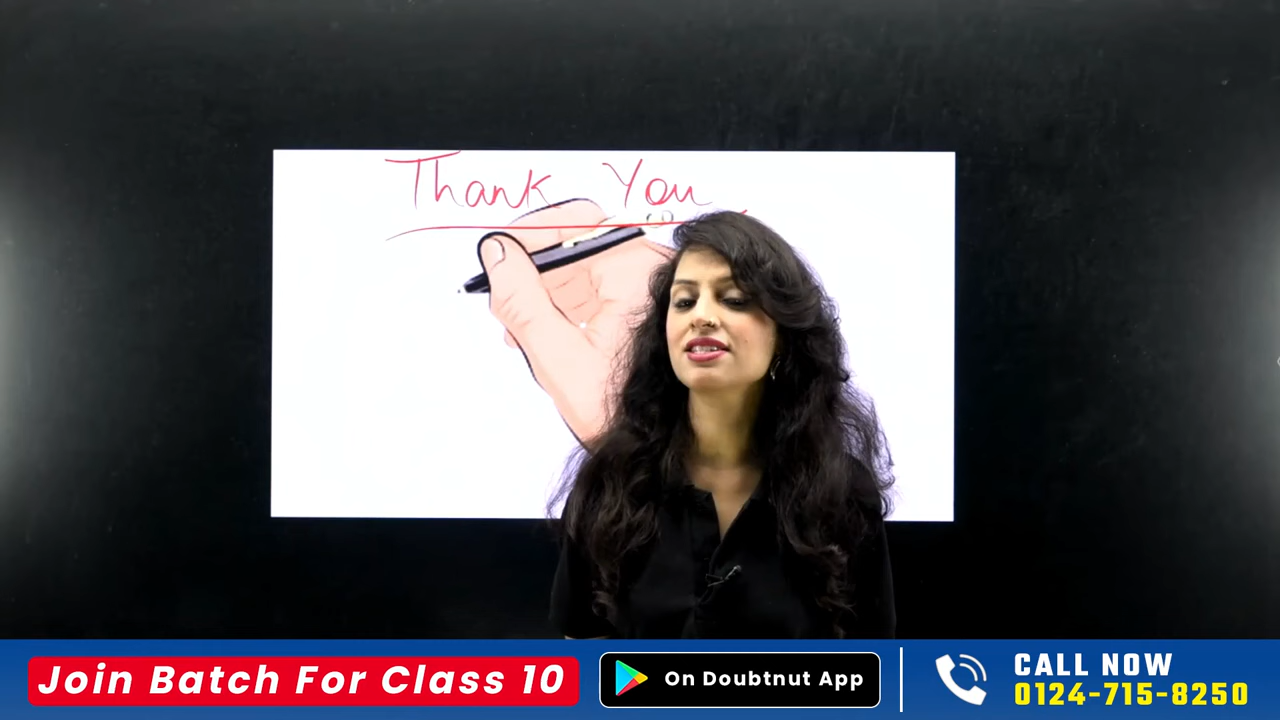 Thank You
Join Batch For Class 10
On Doubtnut App
CALL NOW
0124-715-8250